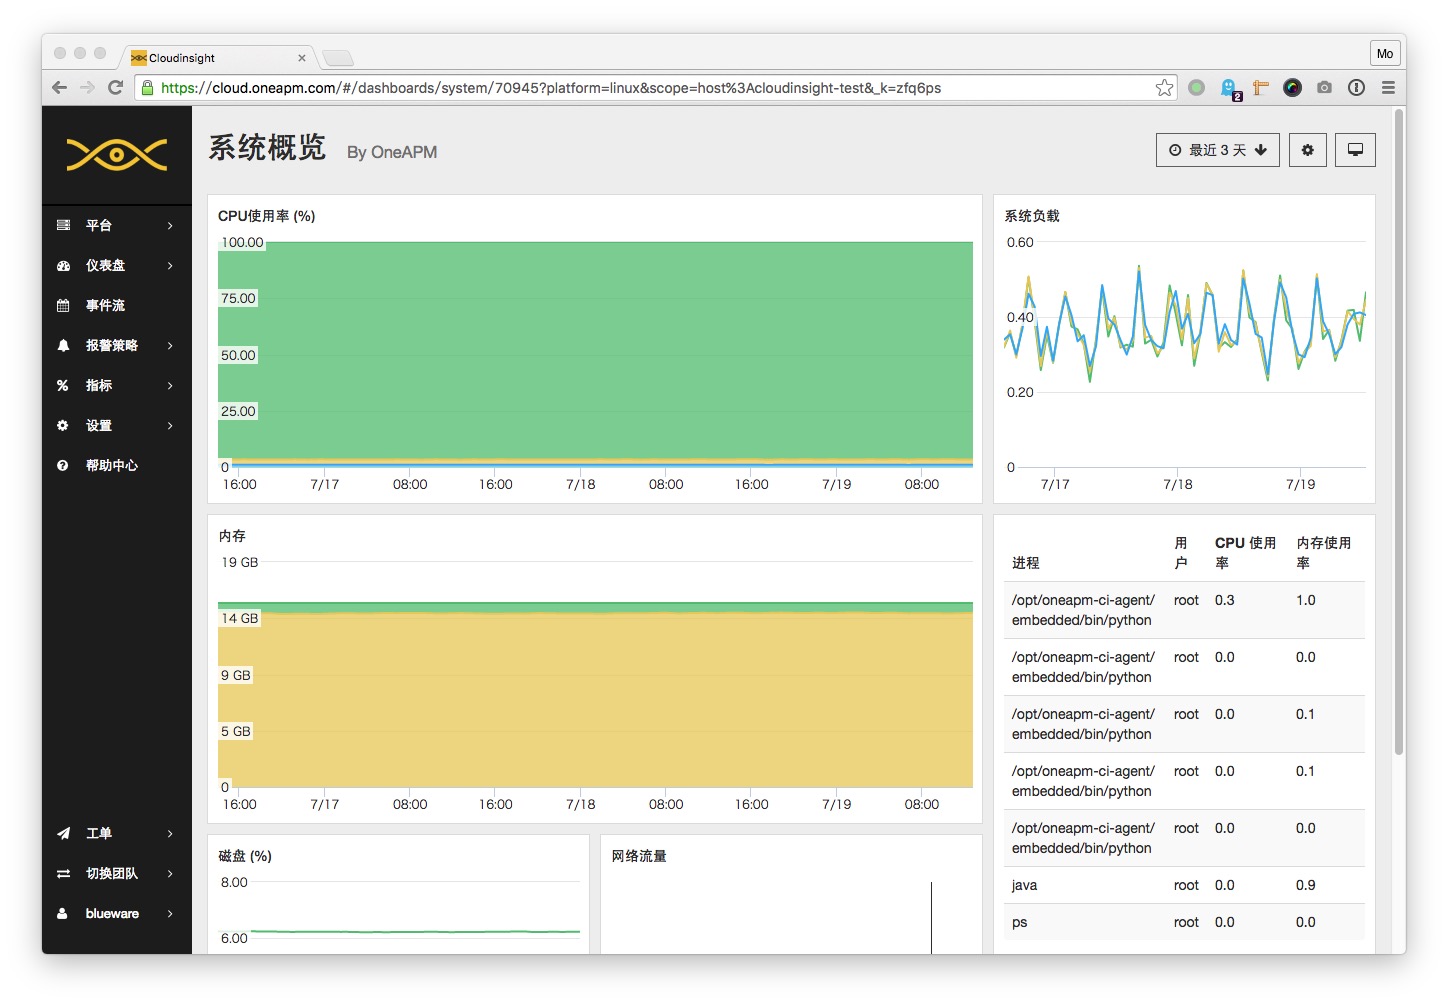 Cloudinsight
Mo
https://cloud.oneapm.com/#/dashboards/system/70945?platform=linux&scope=host%3Acloudinsight-test&_k=zfq6ps
2
平台
仪表盘
事件流
报警策略
指标
设置
帮助中心
工单
切换团队
blueware
系统概览 By OneAPM
最近 3 天
CPU使用率 (%)
100.00
75.00
50.00
25.00
0
16:00 7/17 08:00 16:00 7/18 08:00 16:00 7/19 08:00
系统负载
0.60
0.40
0.20
0
7/17 7/18 7/19
内存
19 GB
14 GB
9 GB
5 GB
0
16:00 7/17 08:00 16:00 7/18 08:00 16:00 7/19 08:00
进程 用户 CPU 使用率 内存使用率
/opt/oneapm-ci-agent/ root 0.3 1.0
embedded/bin/python
/opt/oneapm-ci-agent/ root 0.0 0.0
embedded/bin/python
/opt/oneapm-ci-agent/ root 0.0 0.1
embedded/bin/python
/opt/oneapm-ci-agent/ root 0.0 0.1
embedded/bin/python
/opt/oneapm-ci-agent/ root 0.0 0.0
embedded/bin/python
java root 0.0 0.9
ps root 0.0 0.0
磁盘 (%)
8.00
6.00
网络流量